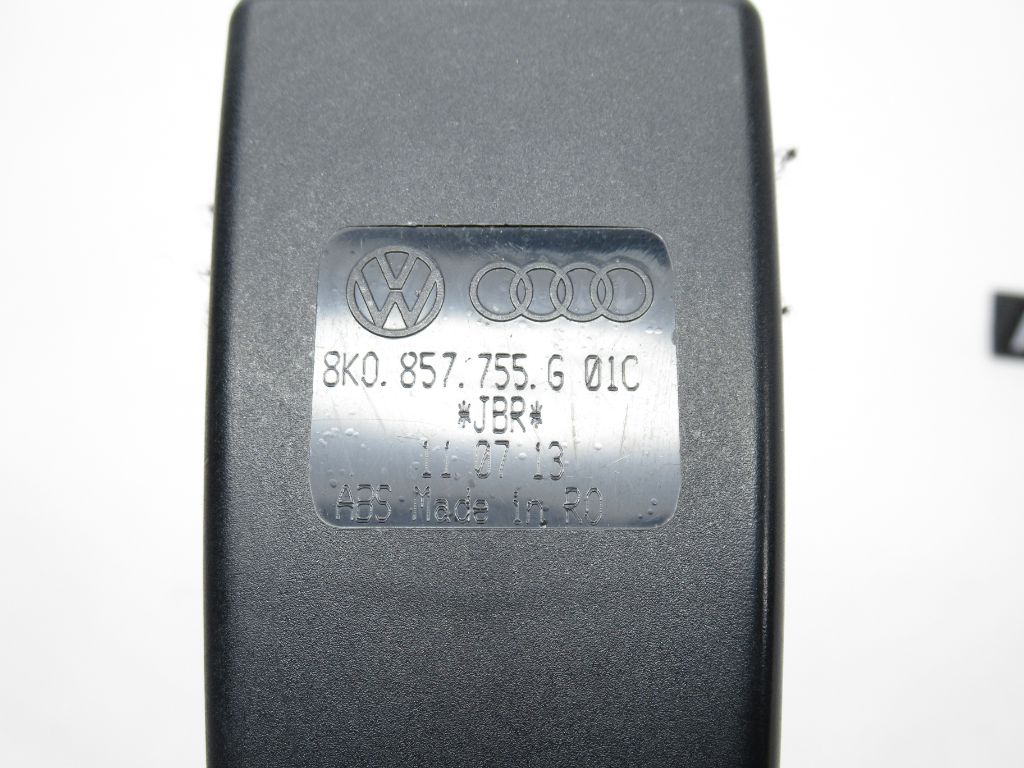 8K0.857.755.G 01C
*JBR*
11 07 13
ABS Made in RO